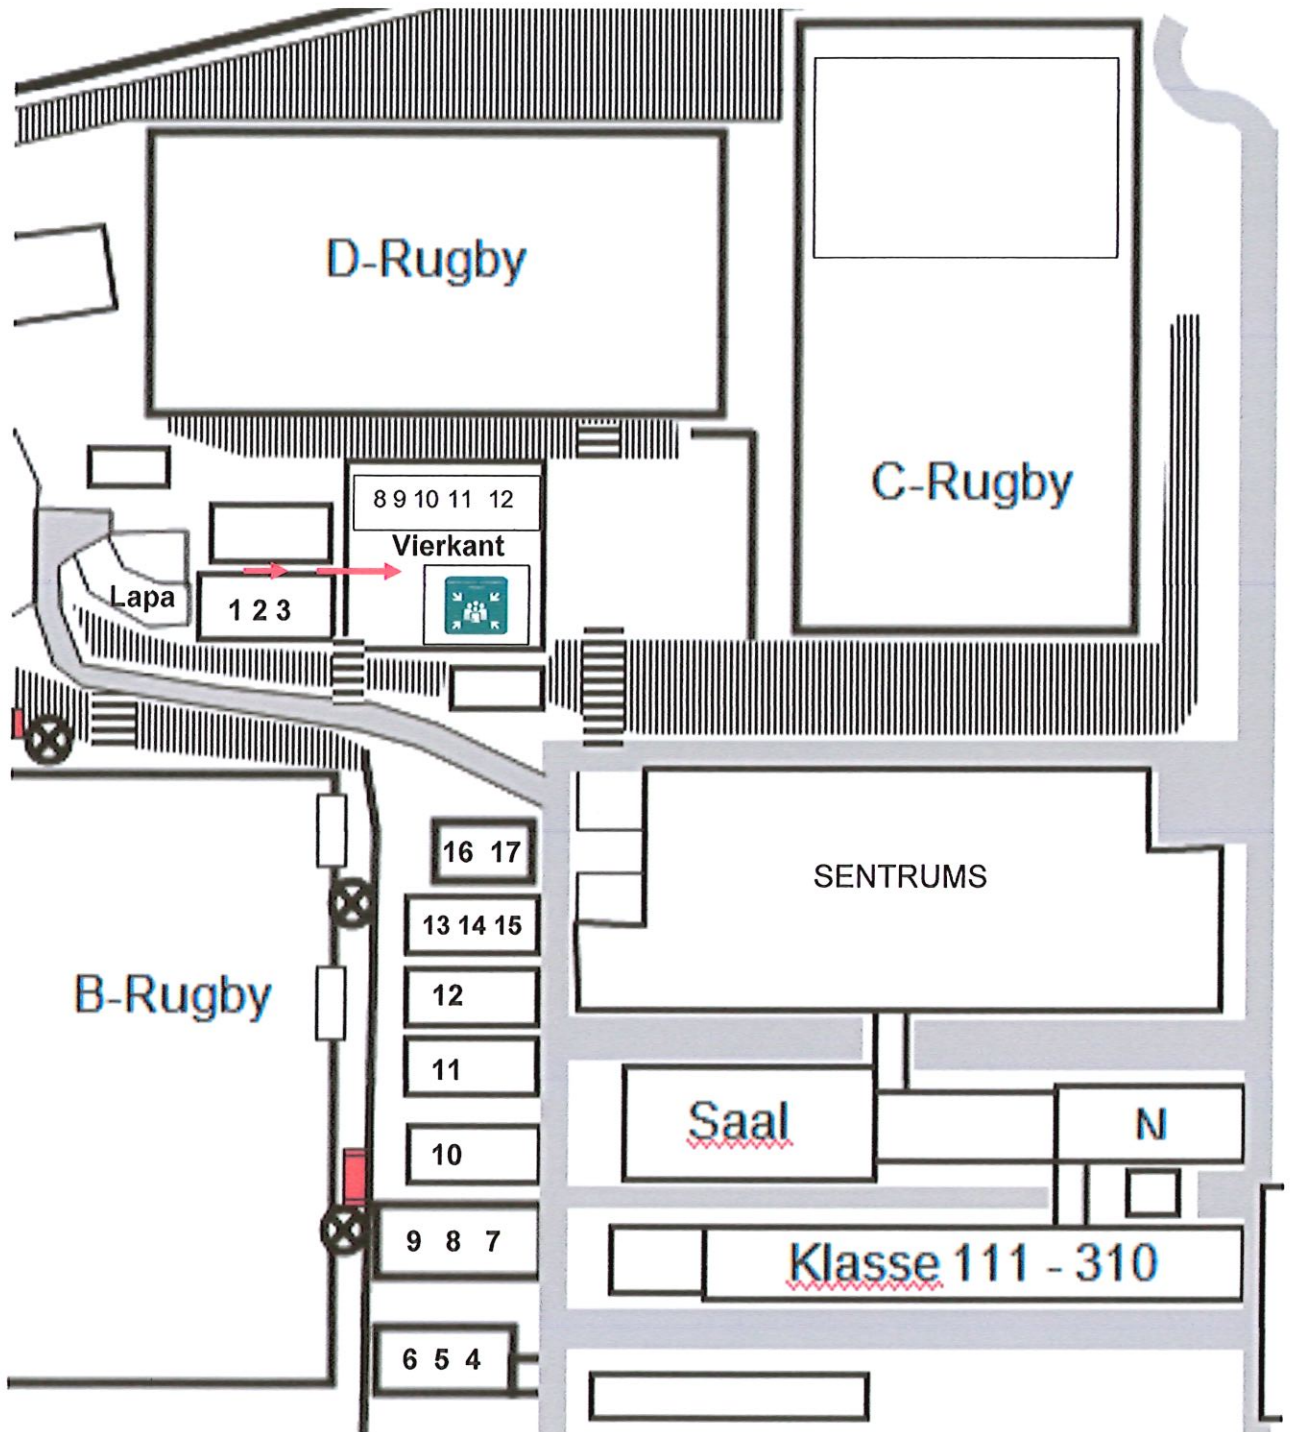 D-Rugby
C-Rugby
8 9 10 11 12
Vierkant
Lapa
1 2 3
16 17
SENTRUMS
13 14 15
B-Rugby
12
11
Saal
N
10
9 8 7
Klasse 111 - 310
6 5 4